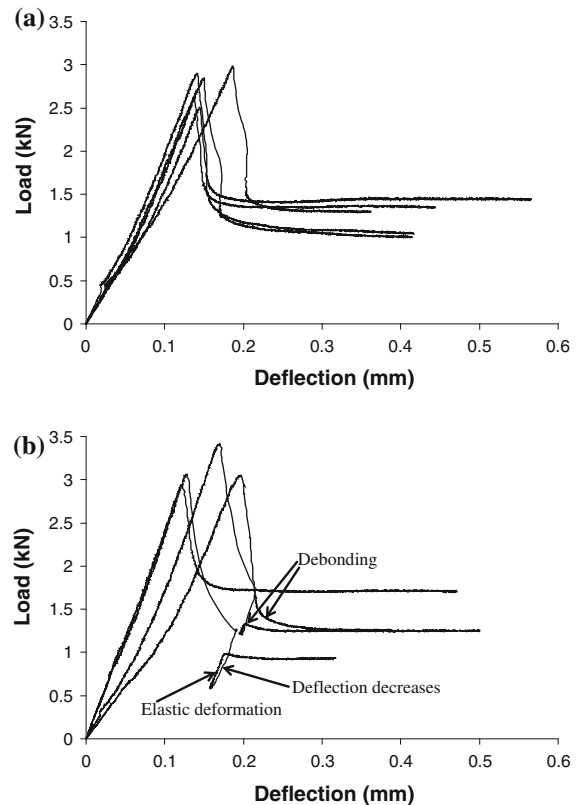 (a)
3.5
3
2.5
2
1.5
1
0.5
0
Load (kN)
0 0.1 0.2 0.3 0.4 0.5 0.6
Deflection (mm)
(b)
3.5
3
2.5
2
1.5
1
0.5
0
Load (kN)
Debonding
Deflection decreases
Elastic deformation
0 0.1 0.2 0.3 0.4 0.5 0.6
Deflection (mm)